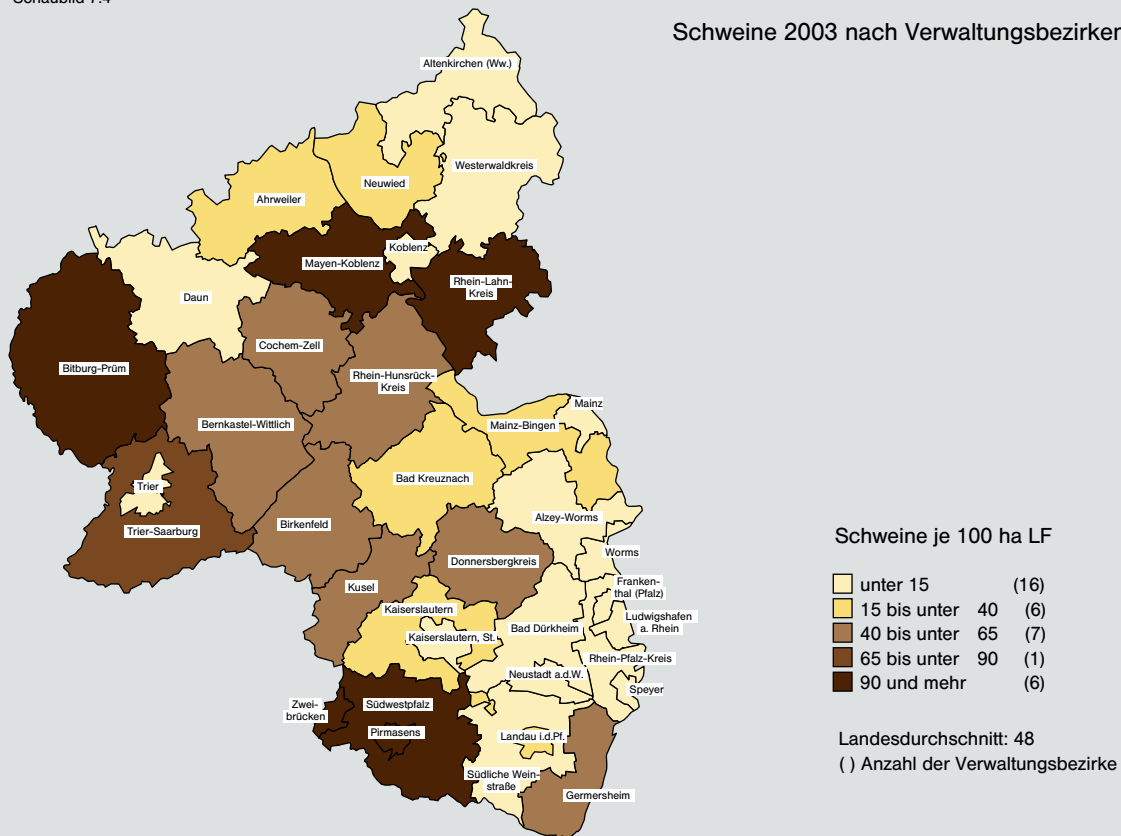 Schaubild 7.4
Schweine 2003 nach Verwaltungsbezirken
Altenkirchen (Ww.)
Westerwaldkreis
Neuwied
Ahrweiler
Koblenz
Mayen-Koblenz
Rhein-Lahn-
Kreis
Daun
Cochem-Zell
Bitburg-Prüm
Rhein-Hunsrück-
Kreis
Mainz
Bernkastel-Wittlich
Mainz-Bingen
Bad Kreuznach
Trier
Alzey-Worms
Birkenfeld
Trier-Saarburg
Worms
Donnersbergkreis
Kusel
Franken-
thal (Pfalz)
Kaiserslautern
Ludwigshafen
a. Rhein
Bad Dürkheim
Kaiserslautern, St.
Rhein-Pfalz-Kreis
Neustadt a.d.W.
Speyer
Zwei-
brücken
Südwestpfalz
Pirmasens
Landau i.d.Pf.
Südliche Wein-
straße
Germersheim
Schweine je 100 ha LF
unter 15 (16)
15 bis unter 40 (6)
40 bis unter 65 (7)
65 bis unter 90 (1)
90 und mehr (6)
Landesdurchschnitt: 48
( ) Anzahl der Verwaltungsbezirke